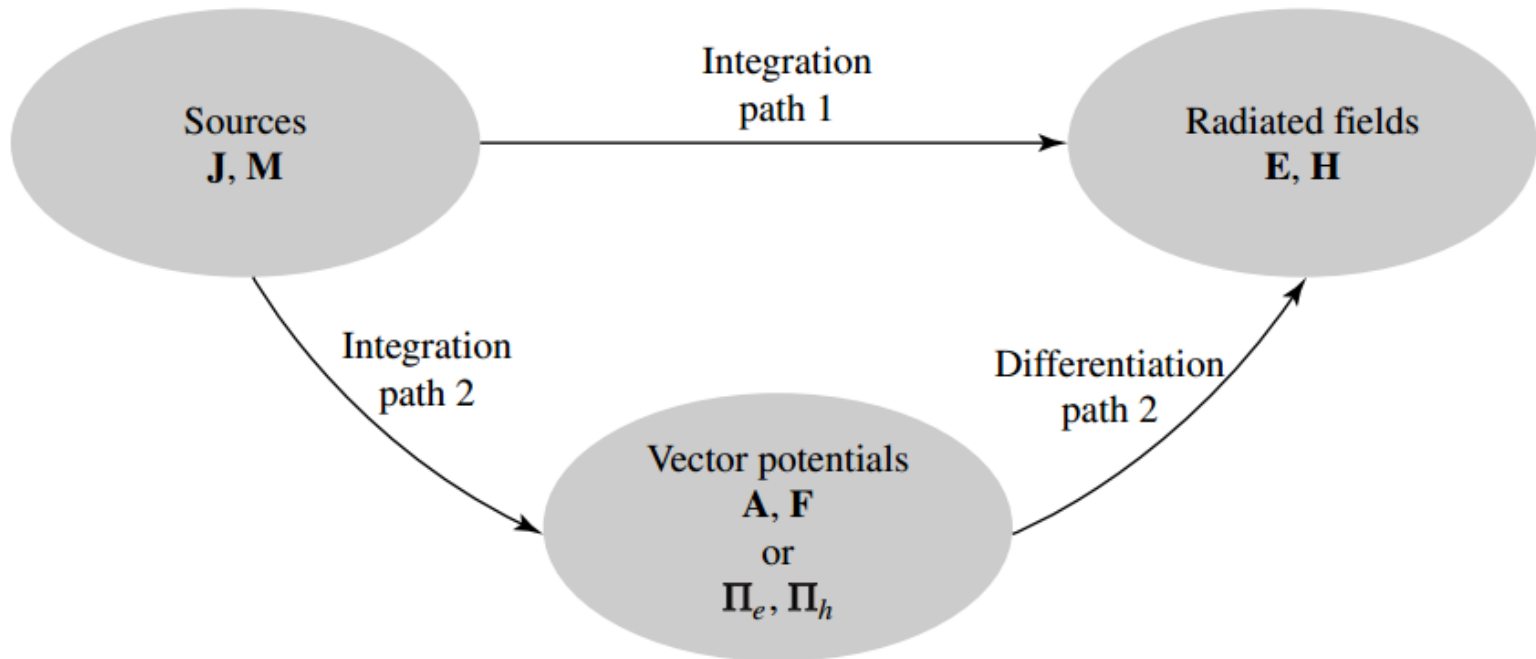 Integration
path 1
Sources
J, M
Radiated fields
E, H
Integration
path 2
Differentiation
path 2
Vector potentials
A, F
or
Πe, Πh